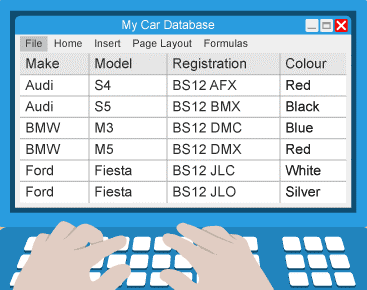 My Car Database
File Home Insert Page Layout Formulas
Make Model Registration Colour
Audi S4 BS12 AFX Red
Audi S5 BS12 BMX Black
BMW M3 BS12 DMC Blue
BMW M5 BS12 DMX Red
Ford Fiesta BS12 JLC White
Ford Fiesta BS12 JLO Silver